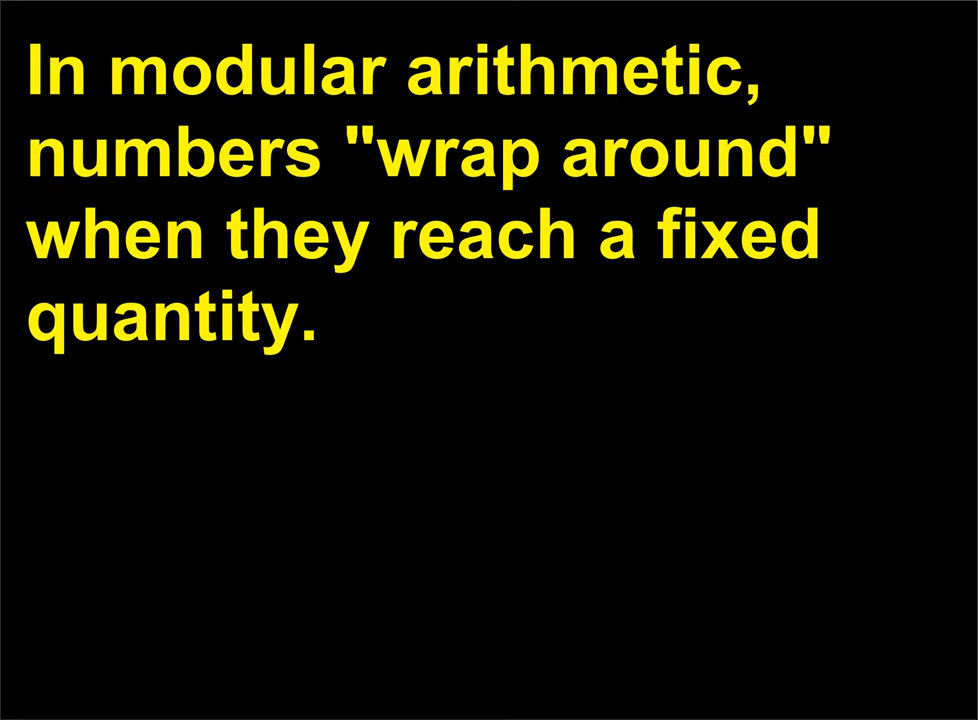 In modular arithmetic,
numbers "wrap around"
when they reach a fixed
quantity.